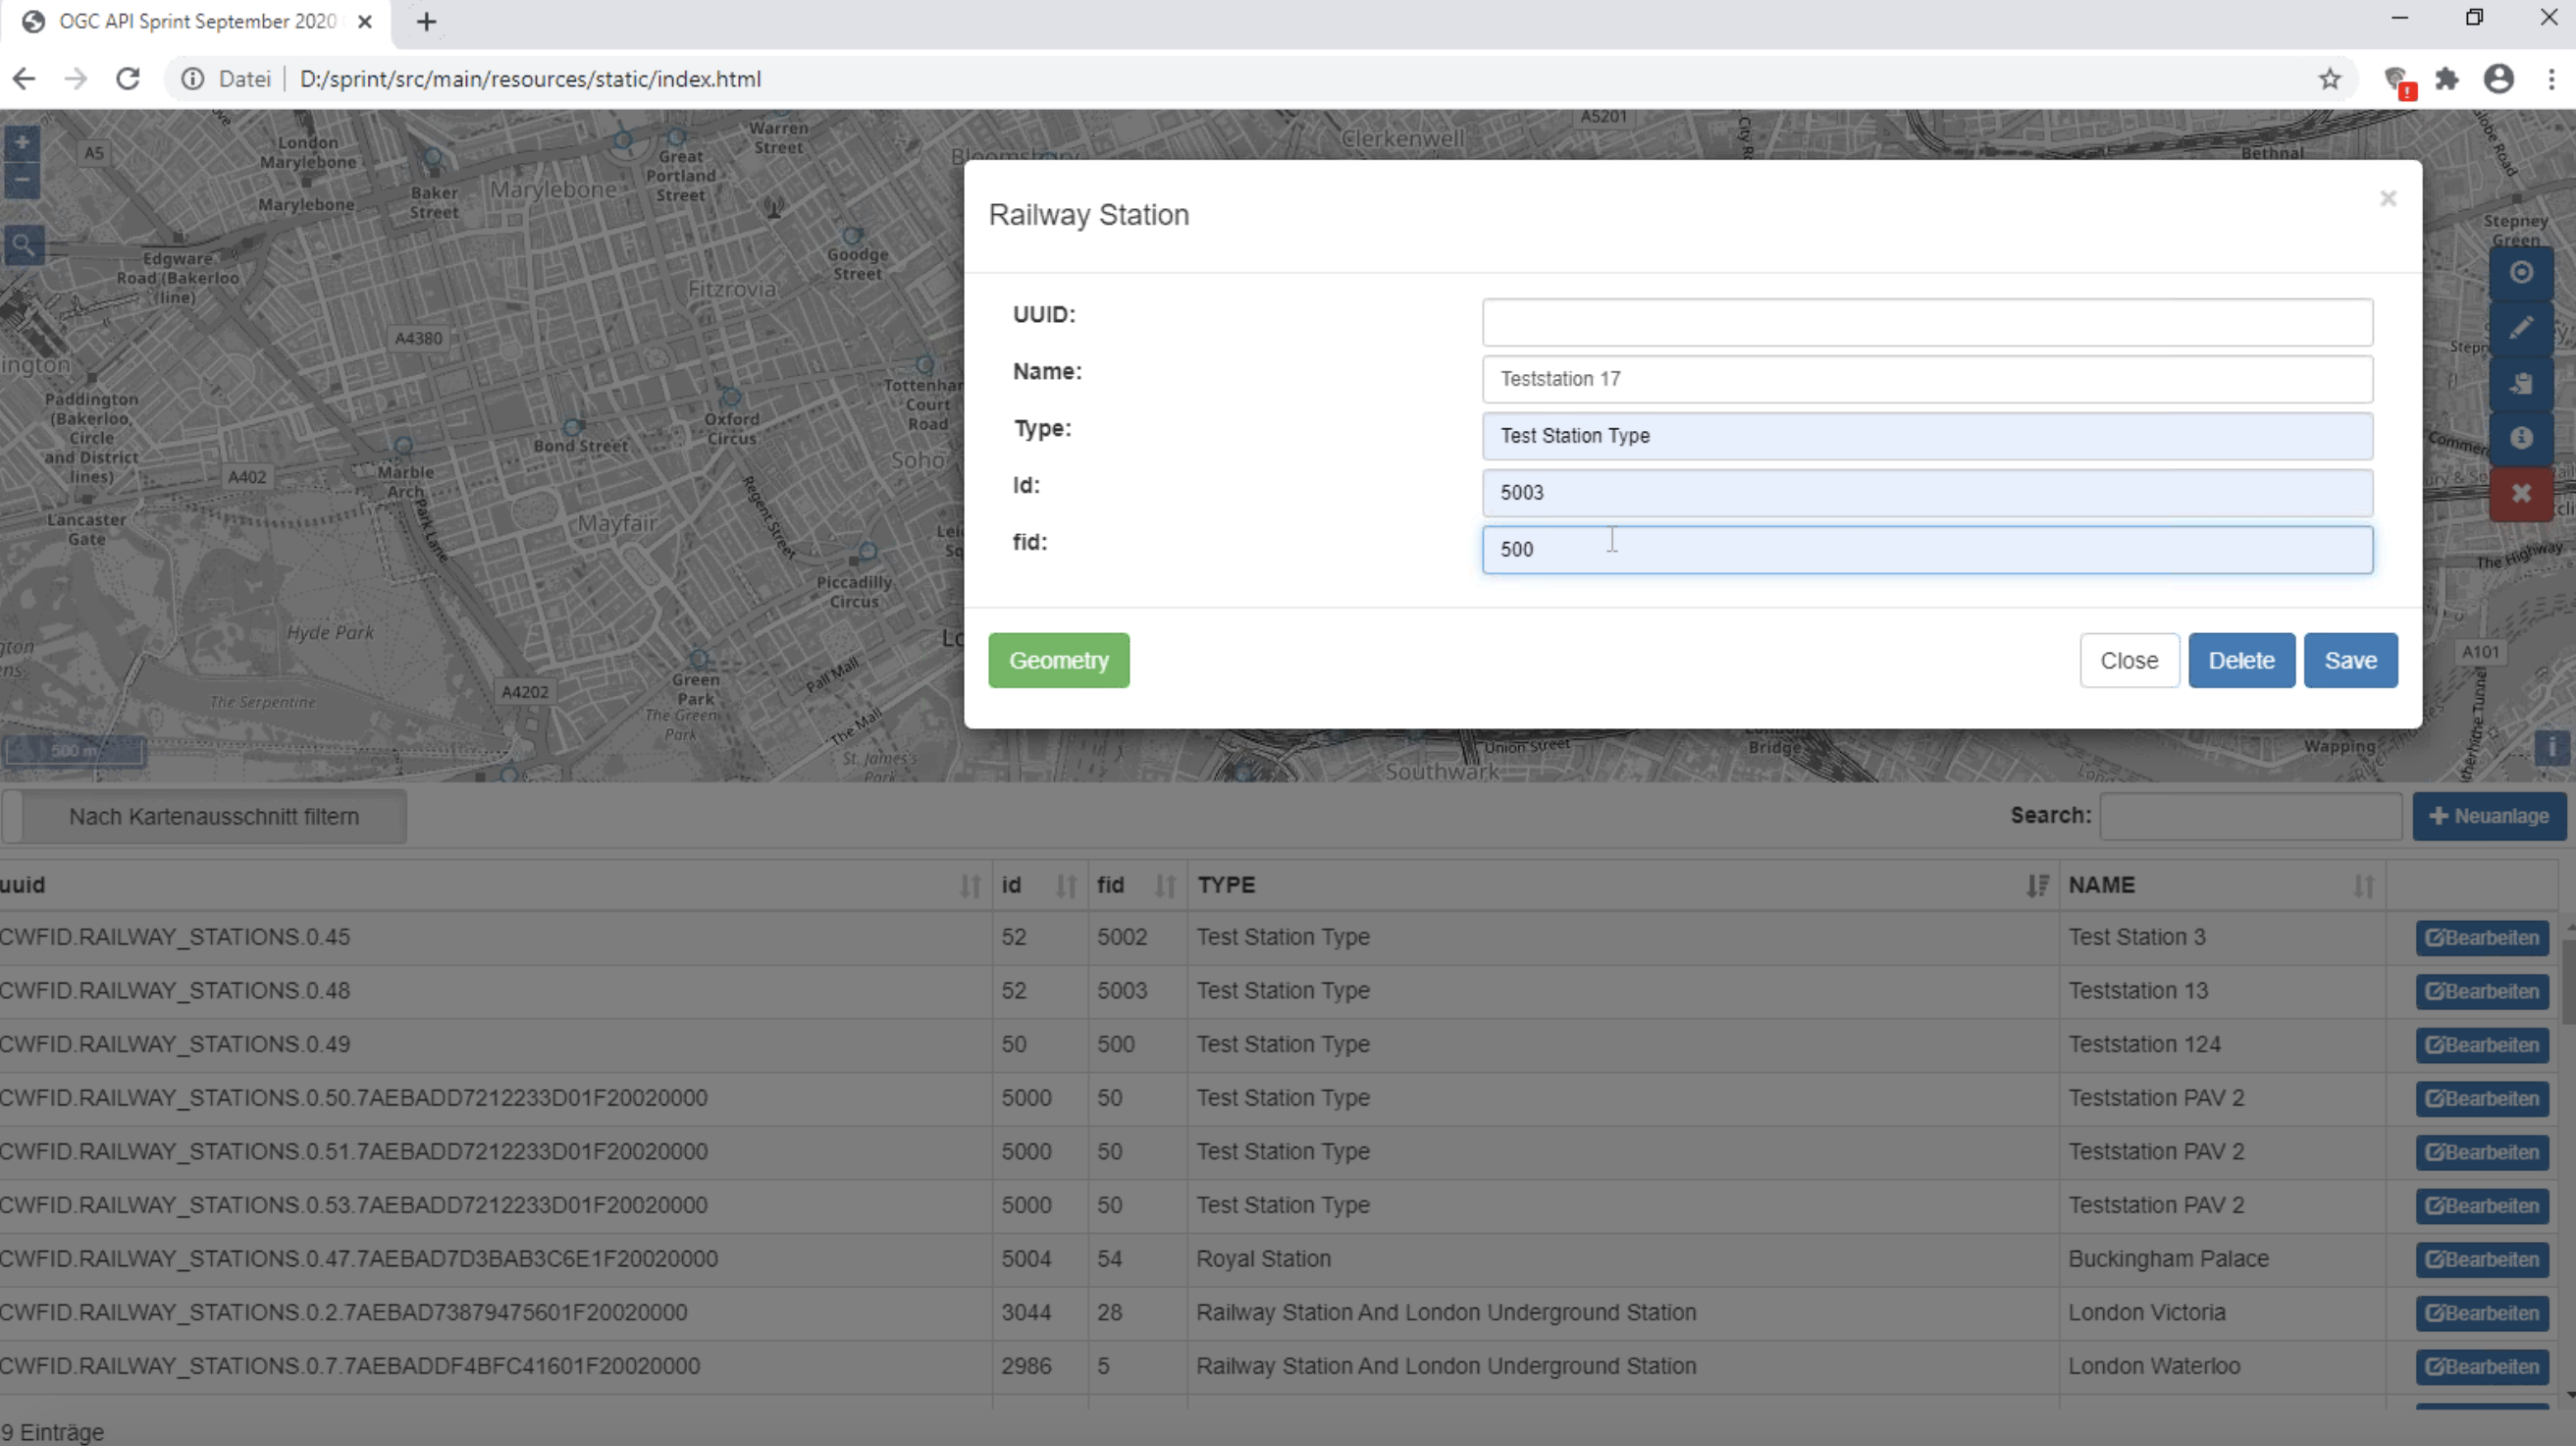 OGC API Sprint September 2020
Datei | D:/sprint/src/main/resources/static/index.html
A5
London
Marylebone
Marylebone
Baker
Street
Marylebone
Great
Portland
Street
Warren
Street
Bloomsbury
Clerkenwell
A5201
Bethnal
Edgware
Road (Bakerloo
(line)
A4380
Fitzrovia
Goodge
Street
ington
Paddington
(Bakerloo,
Circle
and District
lines)
A402
Marble
Arch
Bond Street
Oxford
Circus
Tottenhar
Court
Road
Soho
Lancaster
Gate
Park Lane
Mayfair
Regent Street
Piccadilly
Circus
Hyde Park
The Serpentine
A4202
Green
Park
The Green
Park
Pall Mall
The Mall
St. James's
Park
500 m
Union Street
Southwark
Bridge
Wapping
Stepney
Green
The Highway
A101
Railway Station
UUID:
Name: Teststation 17
Type: Test Station Type
Id: 5003
fid: 500
Geometry Close Delete Save
Nach Kartenausschnitt filtern Search: Neuanlage
uuid id fid TYPE NAME
CWFID.RAILWAY_STATIONS.0.45 52 5002 Test Station Type Test Station 3 Bearbeiten
CWFID.RAILWAY_STATIONS.0.48 52 5003 Test Station Type Teststation 13 Bearbeiten
CWFID.RAILWAY_STATIONS.0.49 50 500 Test Station Type Teststation 124 Bearbeiten
CWFID.RAILWAY_STATIONS.0.50.7AEBADD7212233D01F20020000 5000 50 Test Station Type Teststation PAV 2 Bearbeiten
CWFID.RAILWAY_STATIONS.0.51.7AEBADD7212233D01F20020000 5000 50 Test Station Type Teststation PAV 2 Bearbeiten
CWFID.RAILWAY_STATIONS.0.53.7AEBADD7212233D01F20020000 5000 50 Test Station Type Teststation PAV 2 Bearbeiten
CWFID.RAILWAY_STATIONS.0.47.7AEBAD7D3BAB3C6E1F20020000 5004 54 Royal Station Buckingham Palace Bearbeiten
CWFID.RAILWAY_STATIONS.0.2.7AEBAD73879475601F20020000 3044 28 Railway Station And London Underground Station London Victoria Bearbeiten
CWFID.RAILWAY_STATIONS.0.7.7AEBADDF4BFC41601F20020000 2986 5 Railway Station And London Underground Station London Waterloo Bearbeiten
9 Einträge